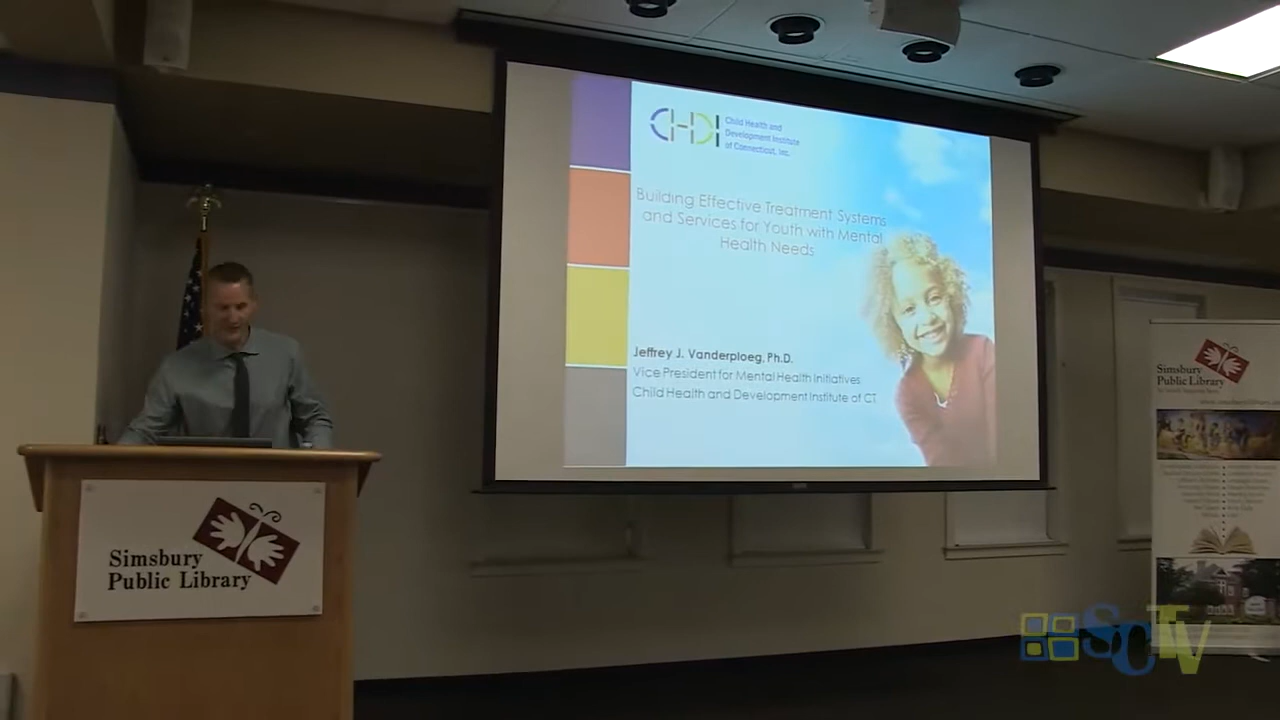 CHDI
Child Health and
Development Institute
of Connecticut, Inc.
Building Effective Treatment Systems
and Services for Youth with Mental
Health Needs
Jeffrey J. Vanderploeg, Ph.D.
Vice President for Mental Health Initiatives
Child Health and Development Institute of CT
Simsbury
Public Library
Simsbury
Public Library
SCTV